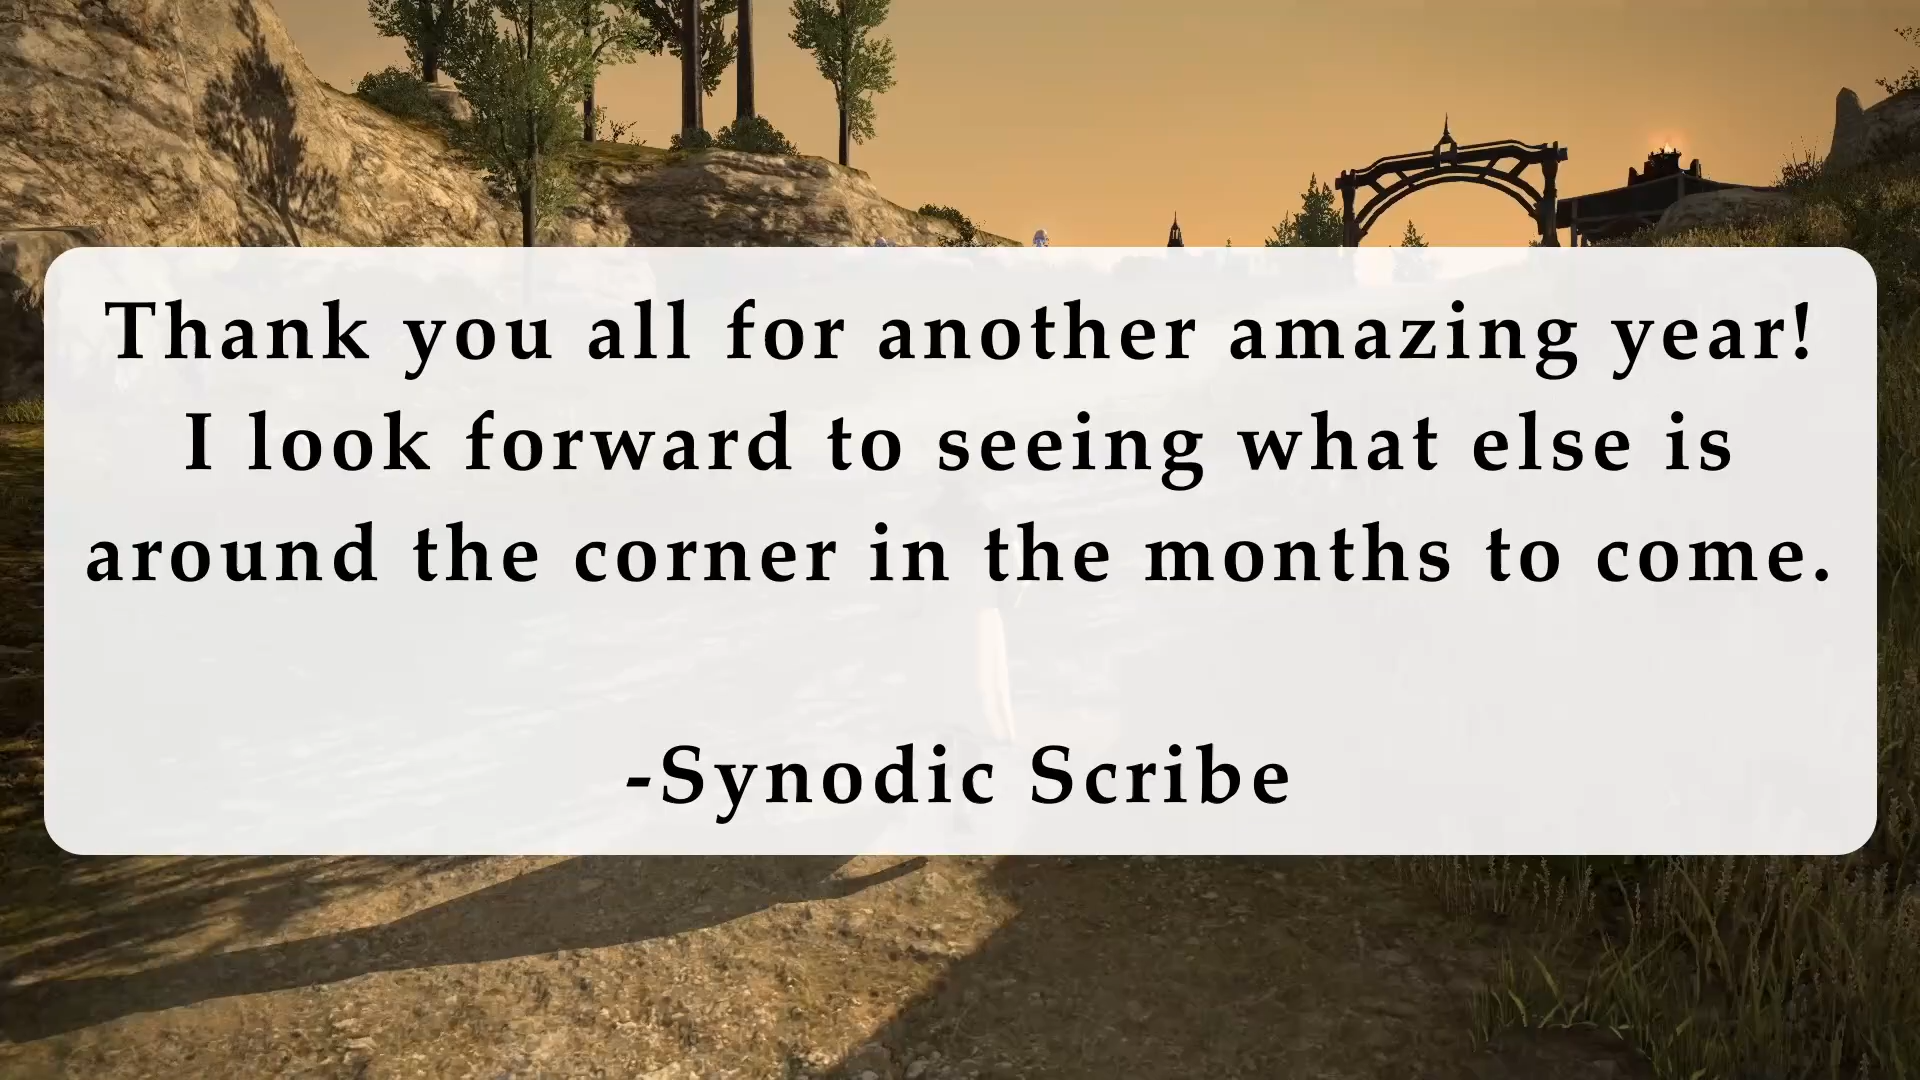 Thank you all for another amazing year!
I look forward to seeing what else is
around the corner in the months to come.
-Synodic Scribe